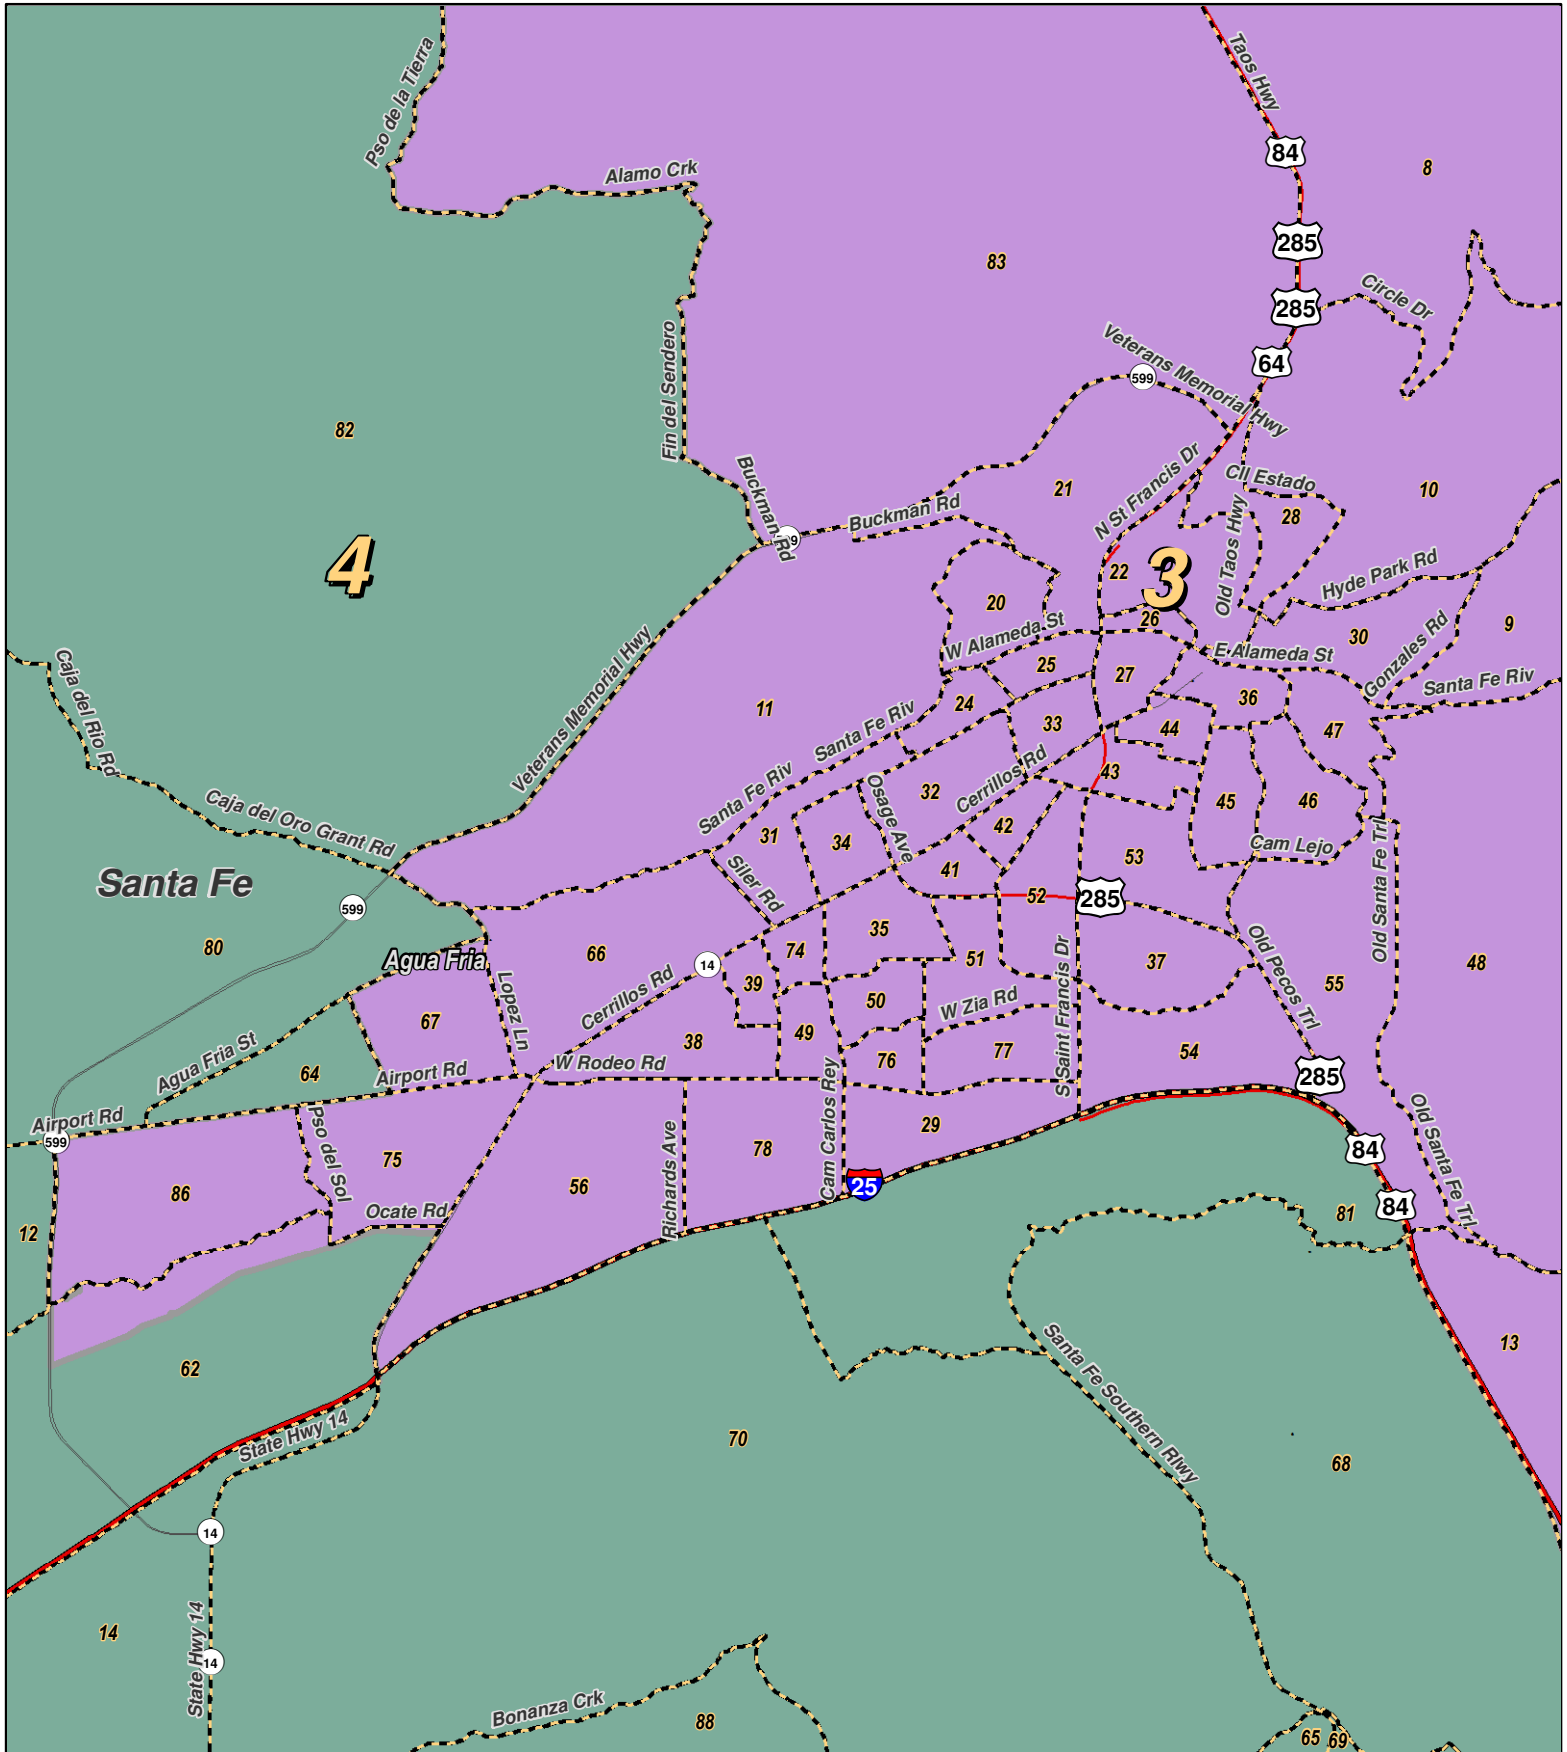 Pso de la Tierra
Taos Hwy
84
8
Alamo Crk
285
83
Circle Dr
285
Fin del Sendero
Veterans Memorial Hwy
64
599
82
Buckman Rd
N St Francis Dr
Cll Estado
21
10
Buckman Rd
28
Old Taos Hwy
4
3
22
Hyde Park Rd
20
26
W Alameda St
30
9
Gonzales Rd
E Alameda St
Caja del Rio Rd
Veterans Memorial Hwy
25
27
Santa Fe Riv
36
11
24
Santa Fe Riv
33
44
47
Santa Fe Riv
Cerrillos Rd
43
Osage Ave
32
45
46
Caja del Oro Grant Rd
31
34
42
Cam Lejo
Old Santa Fe Trl
Santa Fe
Siler Rd
41
53
52
285
599
80
35
Old Pecos Trl
Agua Fria
66
74
51
37
48
14
Lopez Ln
Cerrillos Rd
39
50
W Zia Rd
S Saint Francis Dr
55
67
49
Agua Fria St
38
76
77
54
W Rodeo Rd
64
Airport Rd
Cam Carlos Rey
285
Airport Rd
599
Pso del Sol
29
Old Santa Fe Trl
75
Richards Ave
78
84
86
56
25
84
Ocate Rd
81
12
62
Santa Fe Southern Rlwy
13
State Hwy 14
70
68
14
14
State Hwy 14
14
Bonanza Crk
88
65
69